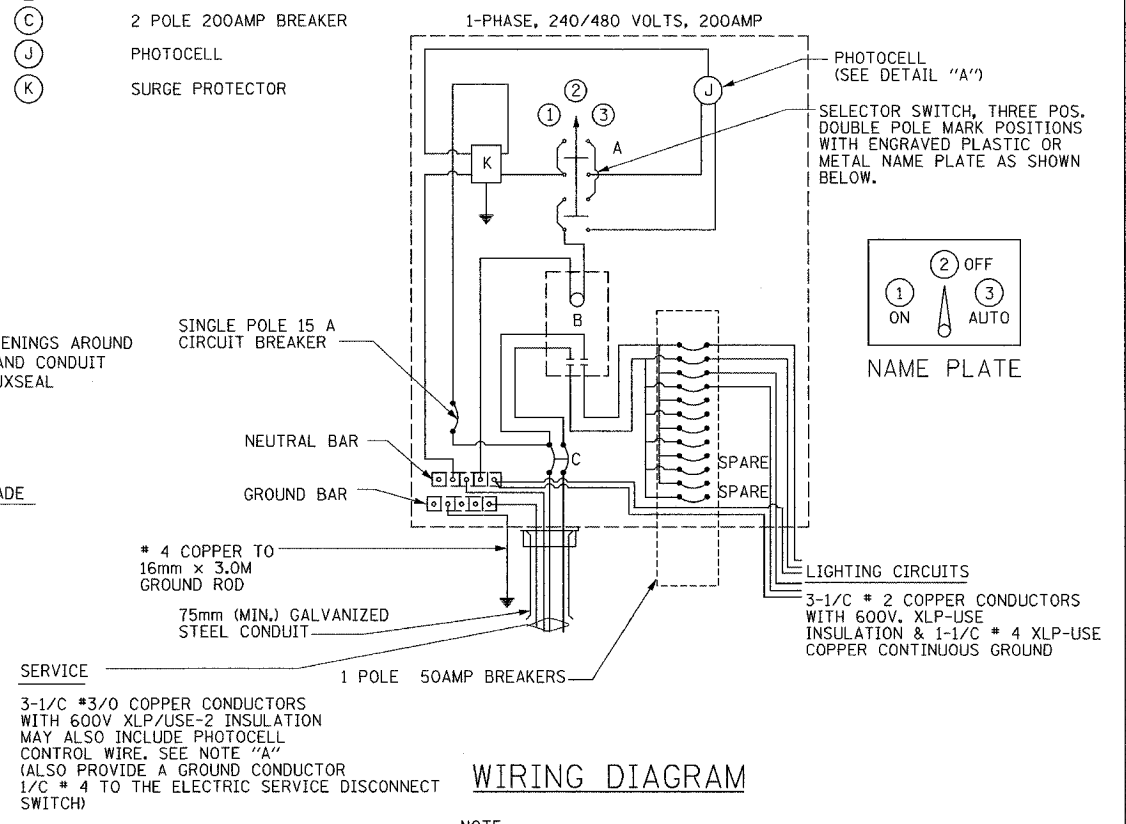 C 2 POLE 200AMP BREAKER
J PHOTOCELL
K SURGE PROTECTOR
1-PHASE, 240/480 VOLTS, 200AMP
J
PHOTOCELL
(SEE DETAIL "A")
1 2 3
A
K
SELECTOR SWITCH, THREE POS.
DOUBLE POLE MARK POSITIONS
WITH ENGRAVED PLASTIC OR
METAL NAME PLATE AS SHOWN
BELOW.
2 OFF
1 3
ON AUTO
NAME PLATE
B
ENINGS AROUND
AND CONDUIT
UXSEAL
SINGLE POLE 15 A
CIRCUIT BREAKER
NEUTRAL BAR
C
SPARE
SPARE
ADE
GROUND BAR
# 4 COPPER TO
16mm x 3.0M
GROUND ROD
75mm (MIN.) GALVANIZED
STEEL CONDUIT
LIGHTING CIRCUITS
3-1/C # 2 COPPER CONDUCTORS
WITH 600V. XLP-USE
INSULATION & 1-1/C # 4 XLP-USE
COPPER CONTINUOUS GROUND
SERVICE
1 POLE 50AMP BREAKERS
3-1/C #3/0 COPPER CONDUCTORS
WITH 600V XLP/USE-2 INSULATION
MAY ALSO INCLUDE PHOTOCELL
CONTROL WIRE. SEE NOTE "A"
(ALSO PROVIDE A GROUND CONDUCTOR
1/C # 4 TO THE ELECTRIC SERVICE DISCONNECT
SWITCH)
WIRING DIAGRAM
NOTE